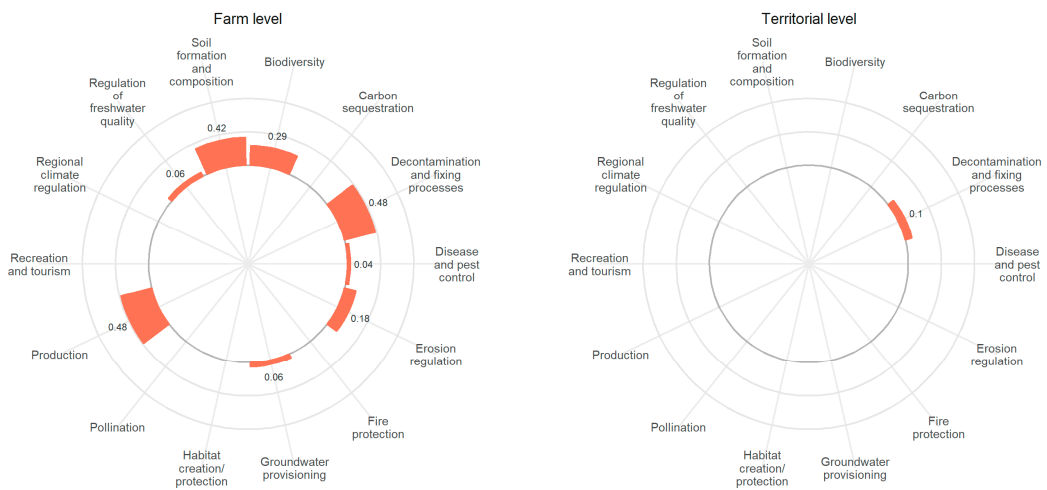 Farm level
Soil
formation
and
composition
Biodiversity
Regulation
of
freshwater
quality
Carbon
sequestration
Regional
climate
regulation
Decontamination
and fixing
processes
Recreation
and tourism
Disease
and pest
control
Production
Erosion
regulation
Pollination
Fire
protection
Habitat
creation/
protection
Groundwater
provisioning
0.42
0.29
0.06
0.48
0.04
0.18
0.06
0.48
Territorial level
Soil
formation
and
composition
Biodiversity
Regulation
of
freshwater
quality
Carbon
sequestration
Regional
climate
regulation
Decontamination
and fixing
processes
Recreation
and tourism
Disease
and pest
control
Production
Erosion
regulation
Pollination
Fire
protection
Habitat
creation/
protection
Groundwater
provisioning
0.1